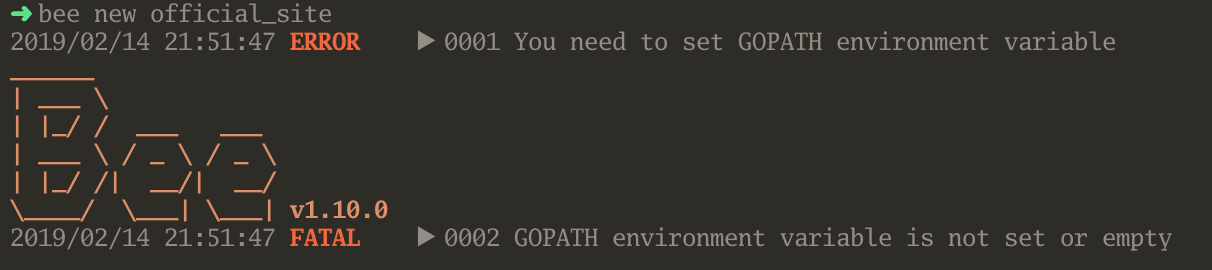 ➜ bee new official_site
2019/02/14 21:51:47 ERROR    ▶ 0001 You need to set GOPATH environment variable
______
| ___ \
| |_/ /  ___   ___
| ___ \ / _ \ / _ \
| |_/ /|  __/|  __/
\____/  \___| \___| v1.10.0
2019/02/14 21:51:47 FATAL    ▶ 0002 GOPATH environment variable is not set or empty